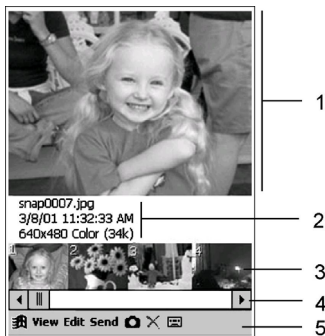 1
snap0007.jpg
3/8/01 11:32:33 AM
640x480 Color (34k)
2
1 2 3 4
3
4
View Edit Send
5